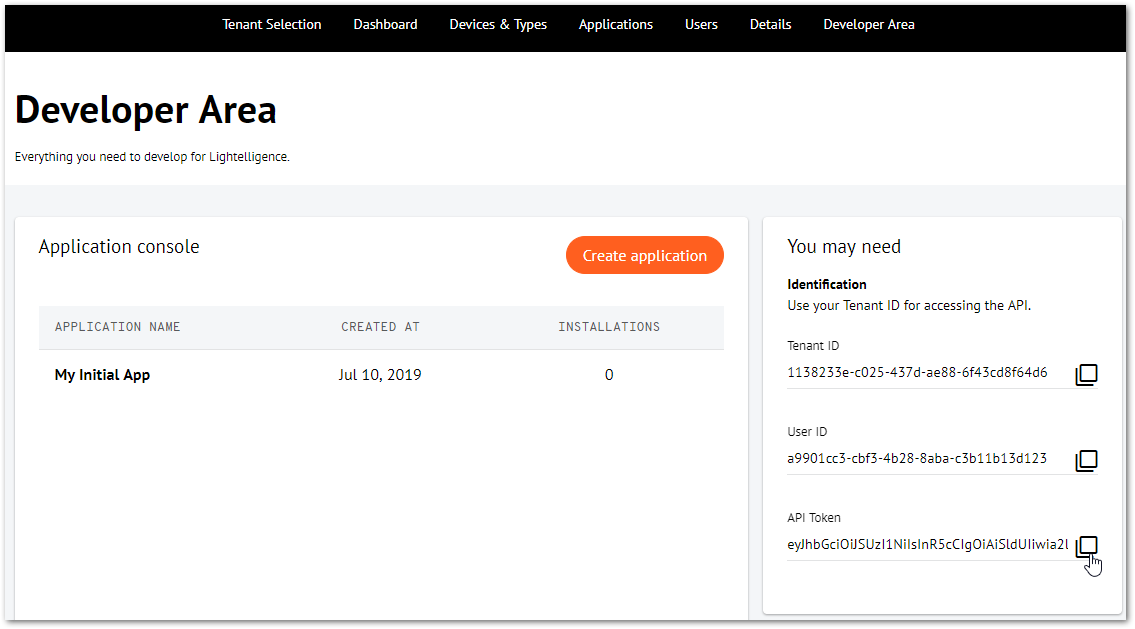 Tenant Selection Dashboard Devices & Types Applications Users Details Developer Area
Developer Area
Everything you need to develop for Lightelligence.
Application console
Create application
APPLICATION NAME CREATED AT INSTALLATIONS
My Initial App Jul 10, 2019 0
You may need
Identification
Use your Tenant ID for accessing the API.
Tenant ID
1138233e-c025-437d-ae88-6f43cd8f64d6
User ID
a9901cc3-cbf3-4b28-8aba-c3b11b13d123
API Token
eyJhbGciOiJSUzI1NiIsInR5cCIgOiAiSldUIiwia2l